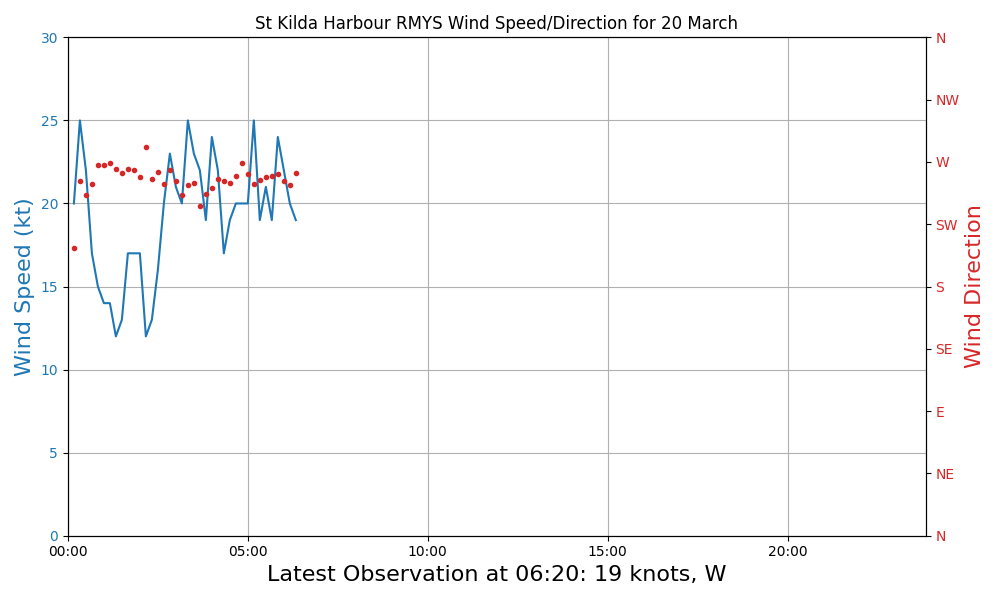 St Kilda Harbour RMYS Wind Speed/Direction for 20 March
30
25
20
15
10
5
0
Wind Speed (kt)
N
NW
W
SW
S
SE
E
NE
N
Wind Direction
00:00 05:00 10:00 15:00 20:00
Latest Observation at 06:20: 19 knots, W